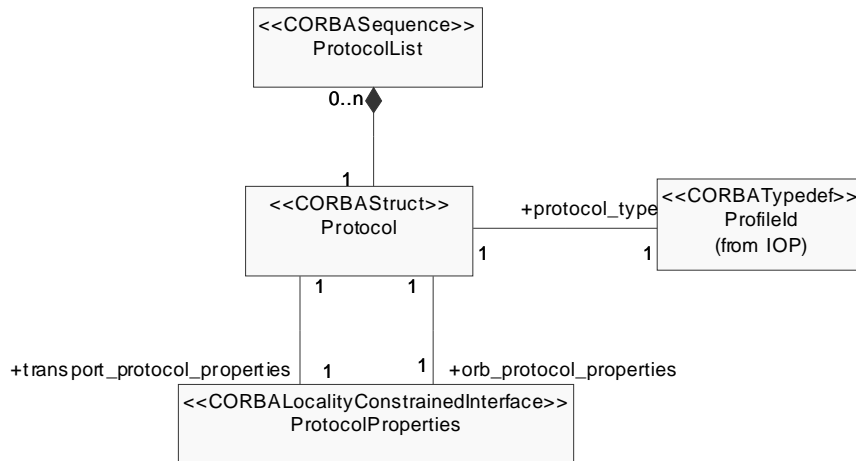 <<CORBASequence>>
ProtocolList
0..n
1
<<CORBAStruct>>
Protocol
+protocol_type
<<CORBATypedef>>
ProfileId
(from IOP)
1
1
1
1
+transport_protocol_properties
1
1
+orb_protocol_properties
<<CORBALocalityConstrainedInterface>>
ProtocolProperties